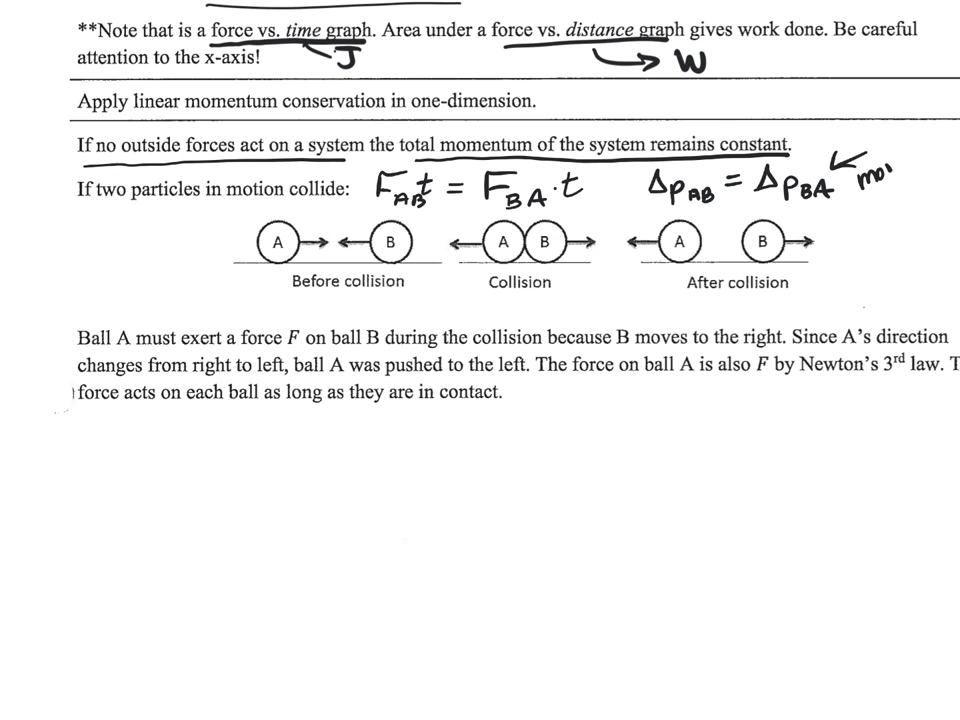 **Note that is a force vs. time graph. Area under a force vs. distance graph gives work done. Be careful
attention to the x-axis!
J
W
Apply linear momentum conservation in one-dimension.
If no outside forces act on a system the total momentum of the system remains constant.
If two particles in motion collide: F_AB t = F_BA · t Δp_AB = Δp_BA
A B A B A B
Before collision Collision After collision
Ball A must exert a force F on ball B during the collision because B moves to the right. Since A's direction
changes from right to left, ball A was pushed to the left. The force on ball A is also F by Newton's 3rd law. T
force acts on each ball as long as they are in contact.